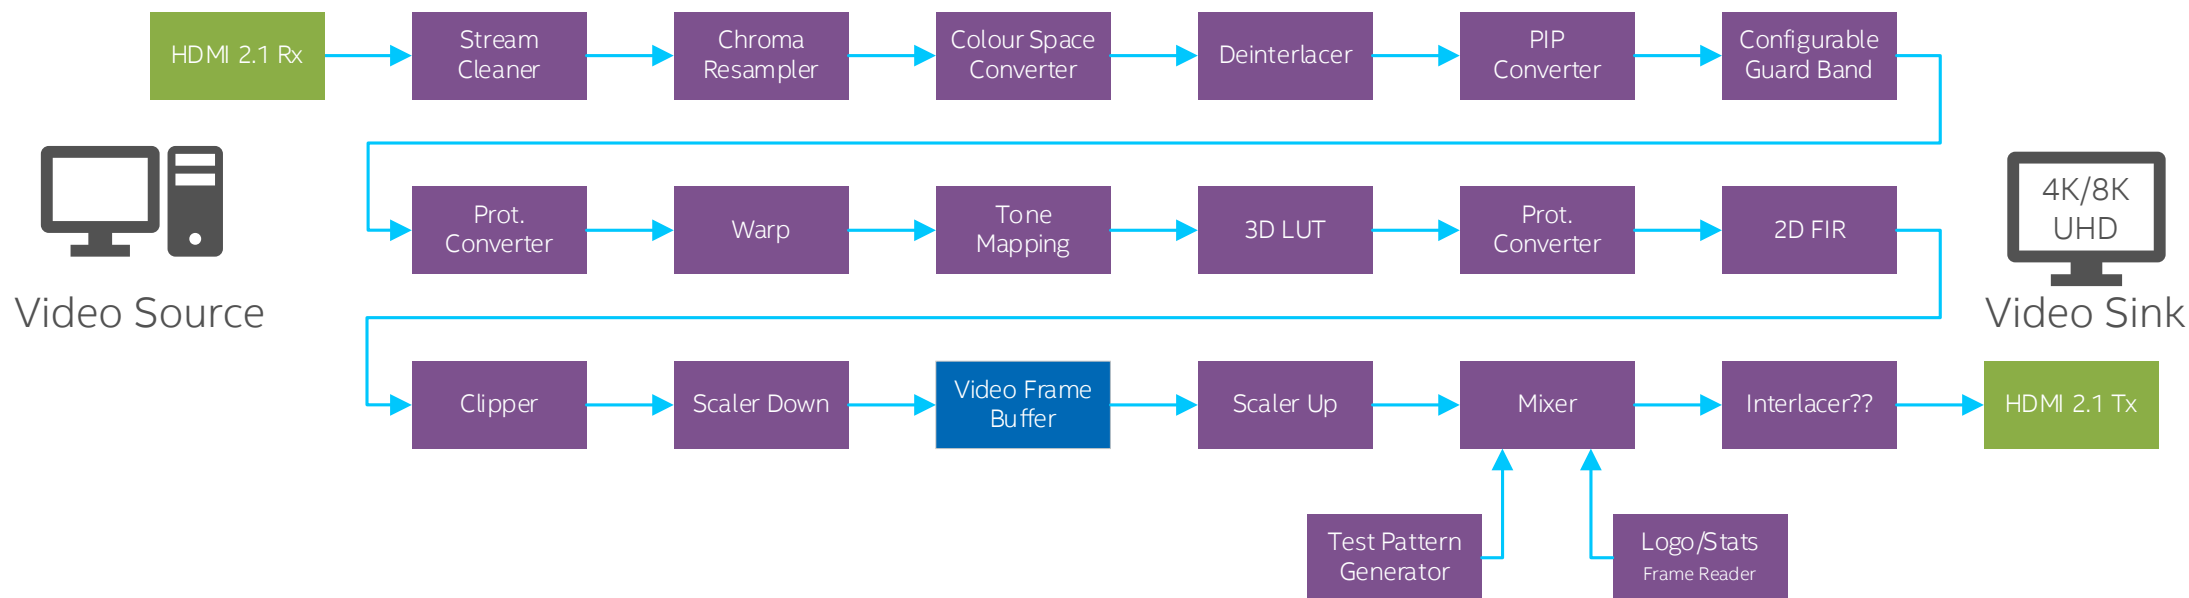 HDMI 2.1 Rx
Stream
Cleaner
Chroma
Resampler
Colour Space
Converter
Deinterlacer
PIP
Converter
Configurable
Guard Band
Video Source
Prot.
Converter
Warp
Tone
Mapping
3D LUT
Prot.
Converter
2D FIR
4K/8K
UHD
Video Sink
Clipper
Scaler Down
Video Frame
Buffer
Scaler Up
Mixer
Interlacer??
HDMI 2.1 Tx
Test Pattern
Generator
Logo/Stats
Frame Reader